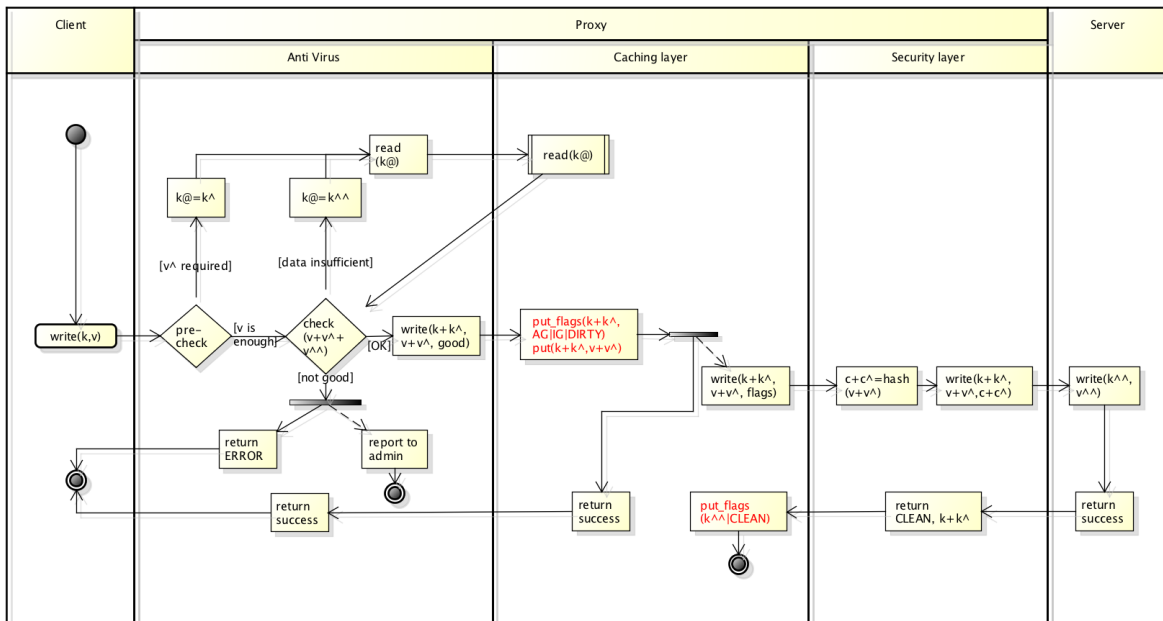 Client
Proxy
Server
Anti Virus
Caching layer
Security layer
read
(k@)
read(k@)
k@=k^
k@=k^^
[v^ required]
[data insufficient]
write(k,v)
pre-
check
[v is
enough]
check
(v+v^+
v^^)
[OK]
write(k+k^,
v+v^, good)
put_flags(k+k^,
AG|IG|DIRTY)
put(k+k^,v+v^)
[not good]
write(k+k^,
v+v^, flags)
c+c^=hash
(v+v^)
write(k+k^,
v+v^,c+c^)
write(k^^,
v^^)
return
ERROR
report to
admin
return
success
return
success
put_flags
(k^^|CLEAN)
return
CLEAN, k+k^
return
success